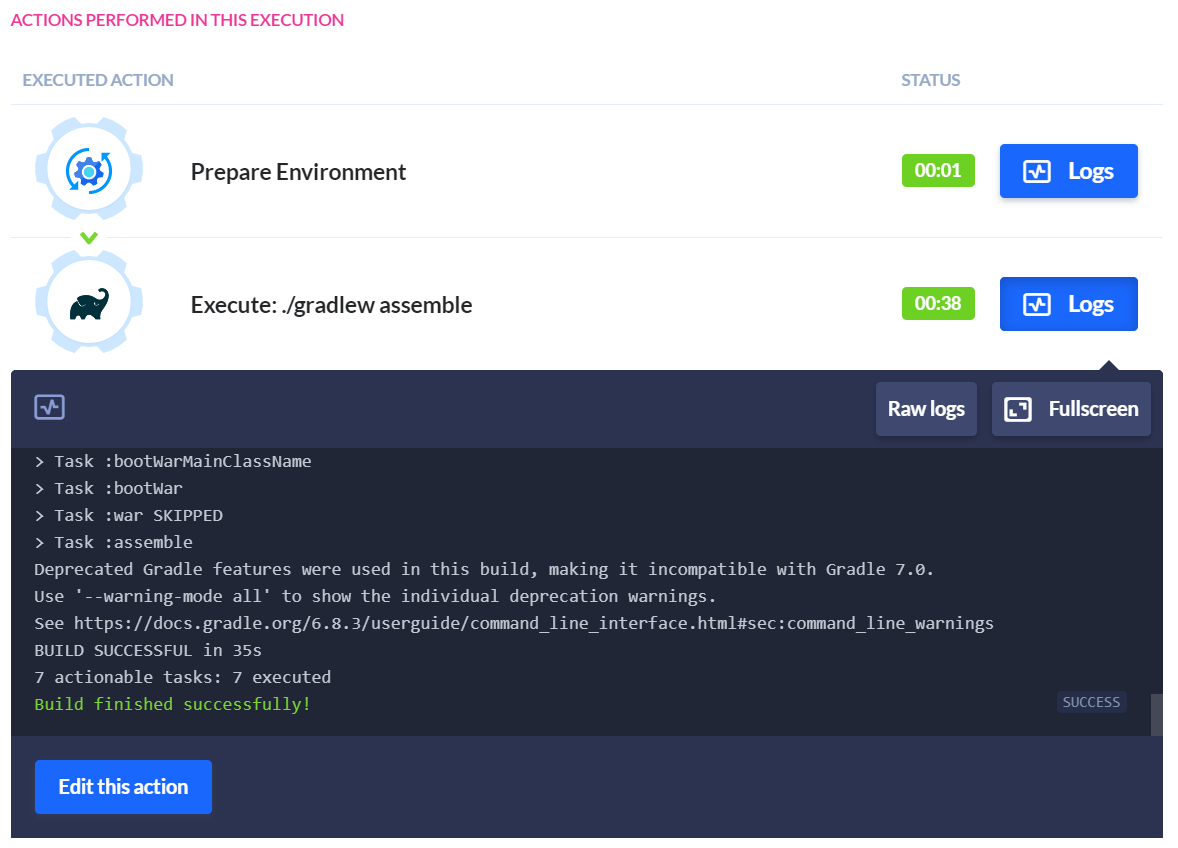 ACTIONS PERFORMED IN THIS EXECUTION
EXECUTED ACTION STATUS
Prepare Environment 00:01 Logs
Execute: ./gradlew assemble 00:38 Logs
Raw logs Fullscreen
> Task :bootWarMainClassName
> Task :bootWar
> Task :war SKIPPED
> Task :assemble
Deprecated Gradle features were used in this build, making it incompatible with Gradle 7.0.
Use '--warning-mode all' to show the individual deprecation warnings.
See https://docs.gradle.org/6.8.3/userguide/command_line_interface.html#sec:command_line_warnings
BUILD SUCCESSFUL in 35s
7 actionable tasks: 7 executed
Build finished successfully! SUCCESS
Edit this action